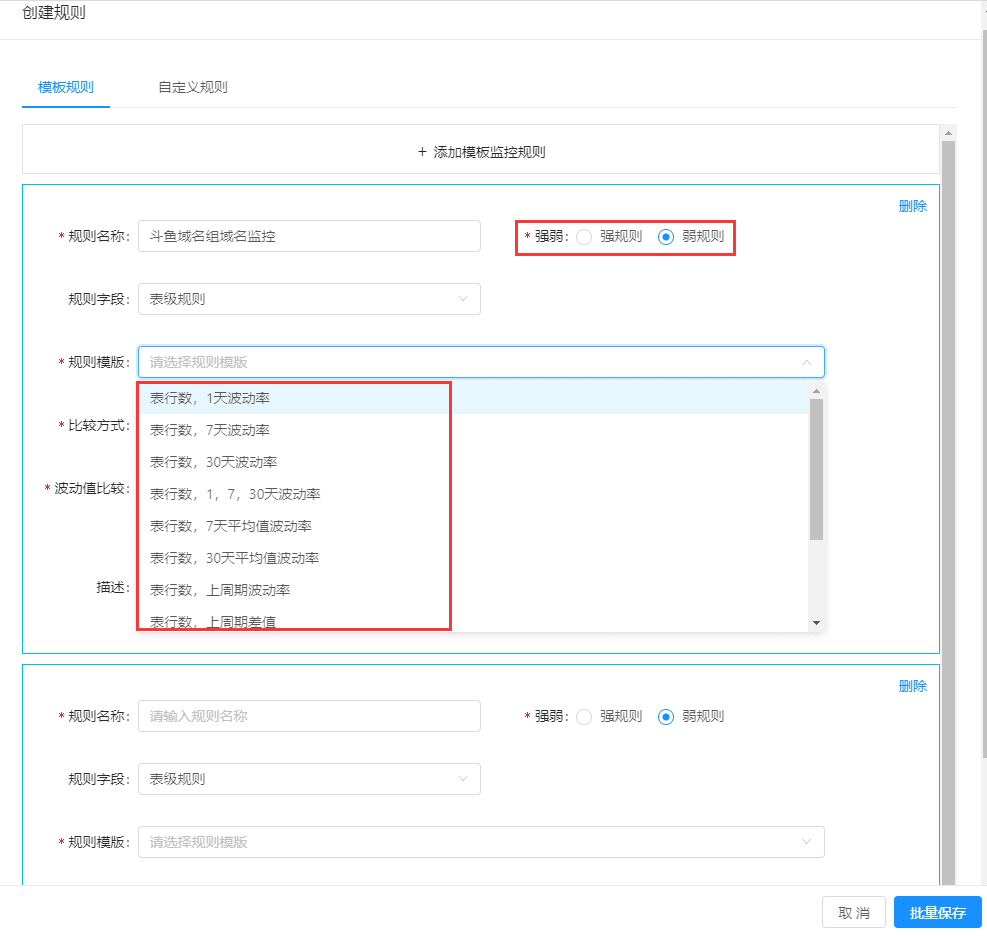 创建规则
模板规则 自定义规则
+ 添加模板监控规则
删除
* 规则名称: 斗鱼域名组域名监控 * 强弱: 强规则 弱规则
规则字段: 表级规则
* 规则模版: 请选择规则模版
表行数，1天波动率
* 比较方式:
表行数，7天波动率
表行数，30天波动率
* 波动值比较:
表行数，1，7，30天波动率
表行数，7天平均值波动率
表行数，30天平均值波动率
描述:
表行数，上周期波动率
表行数，上周期差值
删除
* 规则名称: 请输入规则名称 * 强弱: 强规则 弱规则
规则字段: 表级规则
* 规则模版: 请选择规则模版
取 消 批量保存